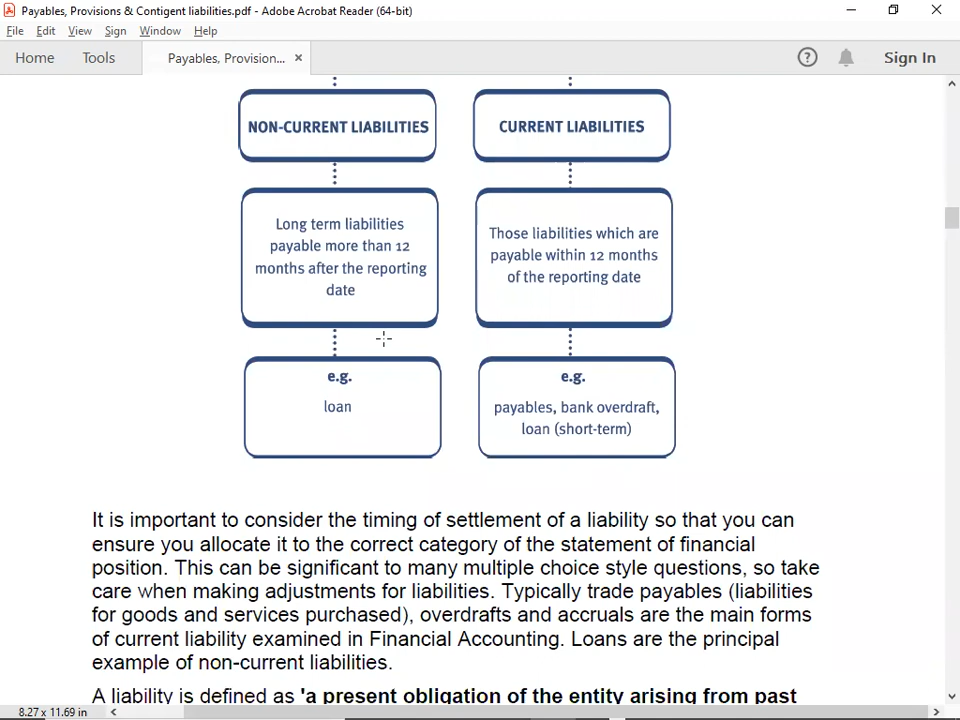 Payables, Provisions & Contigent liabilities.pdf - Adobe Acrobat Reader (64-bit)
File Edit View Sign Window Help
Home Tools Payables, Provision... × Sign In
NON-CURRENT LIABILITIES
CURRENT LIABILITIES
Long term liabilities
payable more than 12
months after the reporting
date
Those liabilities which are
payable within 12 months
of the reporting date
e.g.
loan
e.g.
payables, bank overdraft,
loan (short-term)
It is important to consider the timing of settlement of a liability so that you can
ensure you allocate it to the correct category of the statement of financial
position. This can be significant to many multiple choice style questions, so take
care when making adjustments for liabilities. Typically trade payables (liabilities
for goods and services purchased), overdrafts and accruals are the main forms
of current liability examined in Financial Accounting. Loans are the principal
example of non-current liabilities.
A liability is defined as 'a present obligation of the entity arising from past
8.27 x 11.69 in